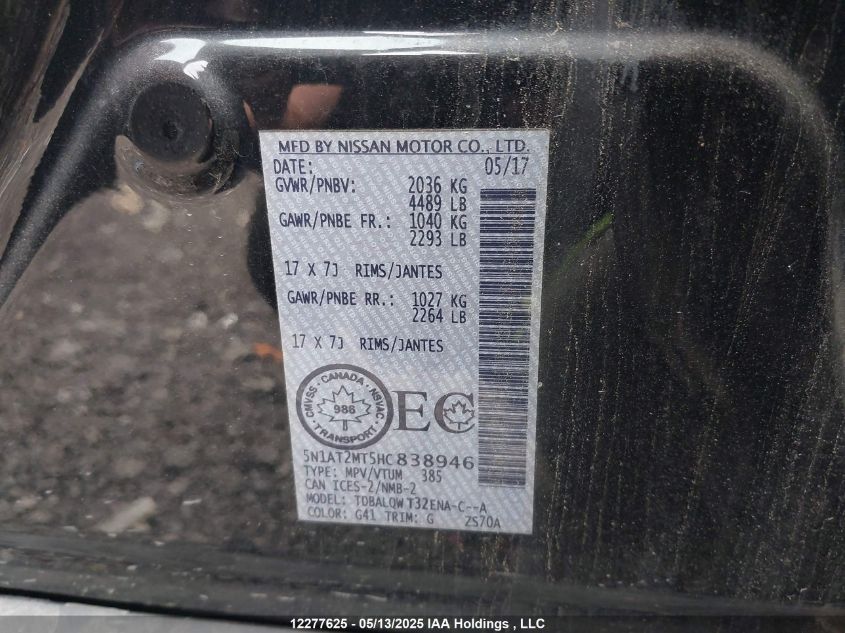 MFD BY NISSAN MOTOR CO., LTD.
DATE: 05/17
GVWR/PNBV: 2036 KG
4489 LB
GAWR/PNBE FR.: 1040 KG
2293 LB
17 X 7J RIMS/JANTES
GAWR/PNBE RR.: 1027 KG
2264 LB
17 X 7J RIMS/JANTES
CANADA
CMVSS NSVAC
986
TRANSPORT
EC
5N1AT2MT5HC838946
TYPE: MPV/VTUM 385
CAN ICES-2/NMB-2
MODEL: TDBALQW T32ENA-C--A
COLOR: G41 TRIM: G 2S70A
12277625 - 05/13/2025 IAA Holdings , LLC